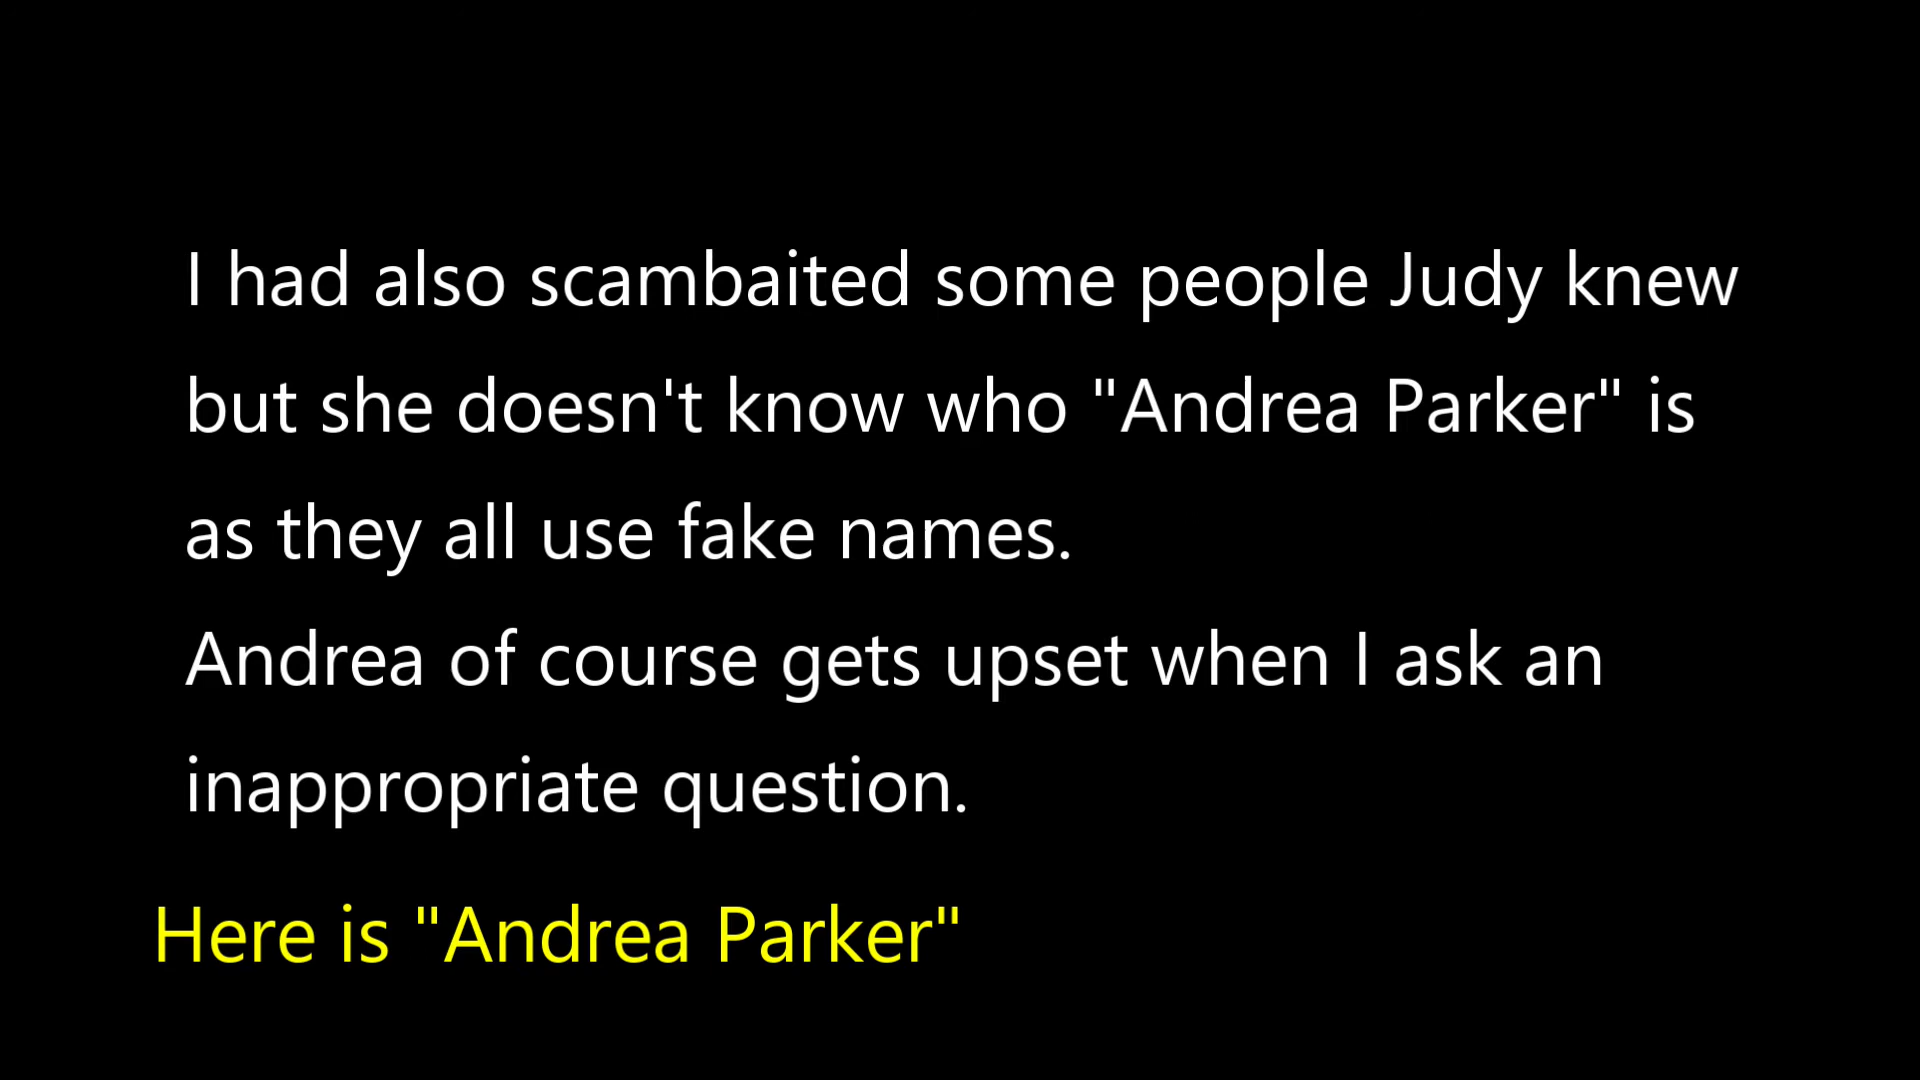 I had also scambaited some people Judy knew
but she doesn't know who "Andrea Parker" is
as they all use fake names.
Andrea of course gets upset when I ask an
inappropriate question.
Here is "Andrea Parker"